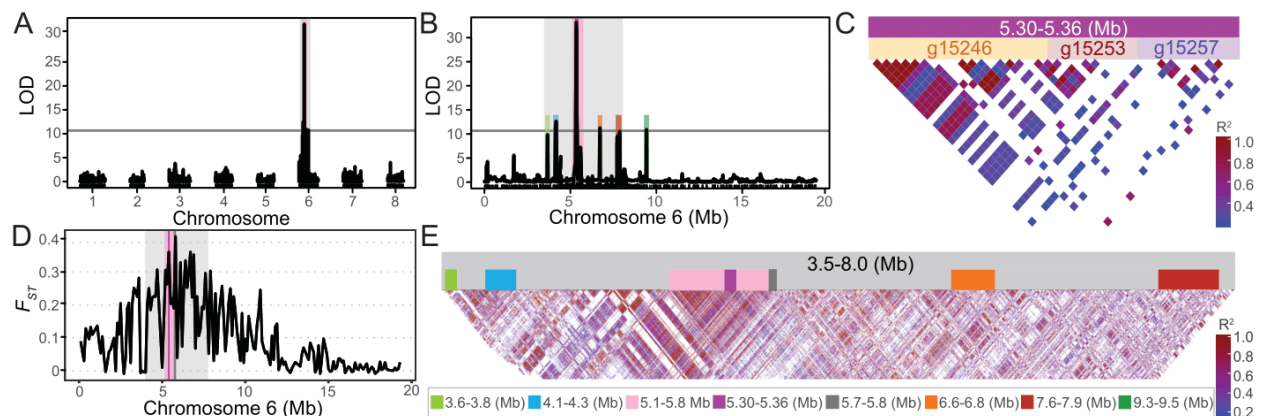 A
LOD
30
25
20
15
10
5
0
1 2 3 4 5 6 7 8
Chromosome
B
LOD
30
20
10
0
0 5 10 15 20
Chromosome 6 (Mb)
C
5.30-5.36 (Mb)
g15246 g15253 g15257
R²
1.0
0.8
0.6
0.4
D
FST
0.4
0.3
0.2
0.1
0
0 5 10 15 20
Chromosome 6 (Mb)
E
3.5-8.0 (Mb)
R²
1.0
0.8
0.6
0.4
0.2
3.6-3.8 (Mb) 4.1-4.3 (Mb) 5.1-5.8 Mb 5.30-5.36 (Mb) 5.7-5.8 Mb 6.6-6.8 (Mb) 7.6-7.9 (Mb) 9.3-9.5 (Mb)